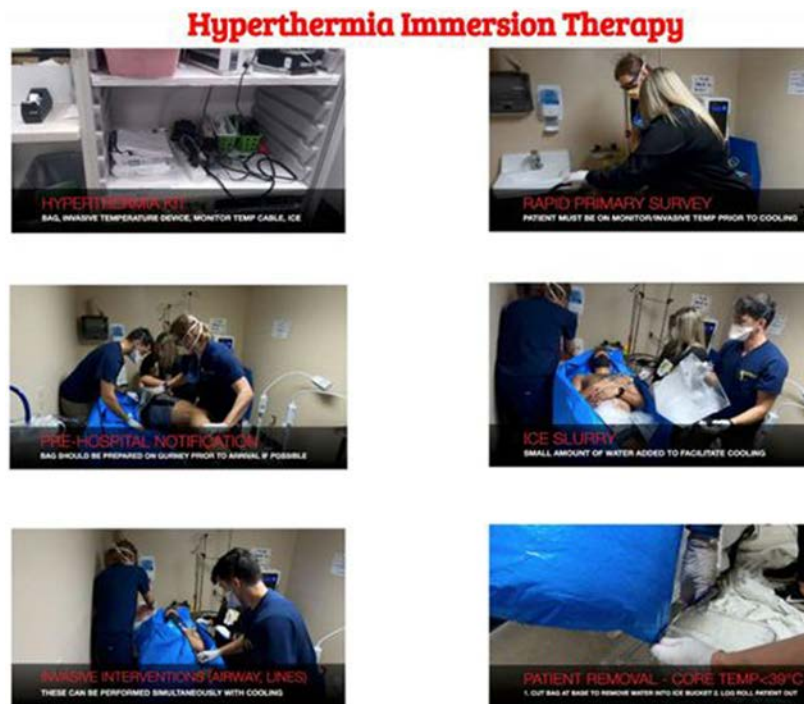 Hyperthermia Immersion Therapy
HYPERTHERMIA KIT
BAG, INVASIVE TEMPERATURE DEVICE, MONITOR TEMP CABLE, ICE
RAPID PRIMARY SURVEY
PATIENT MUST BE ON MONITOR/INVASIVE TEMP PRIOR TO COOLING
PRE-HOSPITAL NOTIFICATION
BAG SHOULD BE PREPARED ON GURNEY PRIOR TO ARRIVAL IF POSSIBLE
ICE SLURRY
SMALL AMOUNT OF WATER ADDED TO FACILITATE COOLING
INVASIVE INTERVENTIONS (AIRWAY, LINES)
THESE CAN BE PERFORMED SIMULTANEOUSLY WITH COOLING
PATIENT REMOVAL - CORE TEMP<39°C
1. CUT BAG AT BASE TO REMOVE WATER INTO ICE BUCKET 2. LOG ROLL PATIENT OUT